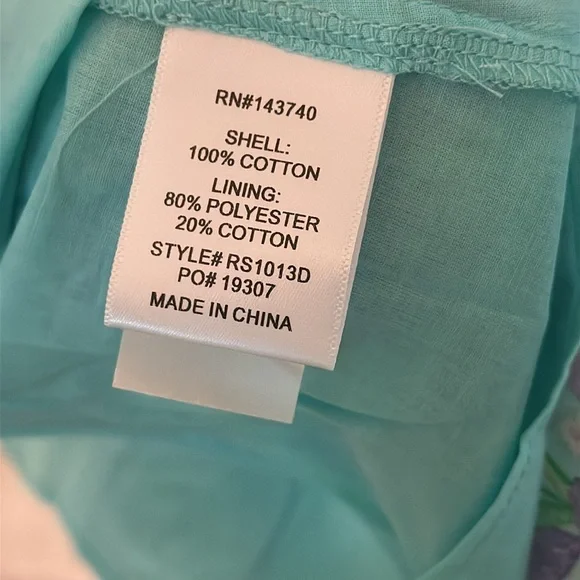 RN#143740
SHELL:
100% COTTON
LINING:
80% POLYESTER
20% COTTON
STYLE# RS1013D
PO# 19307
MADE IN CHINA